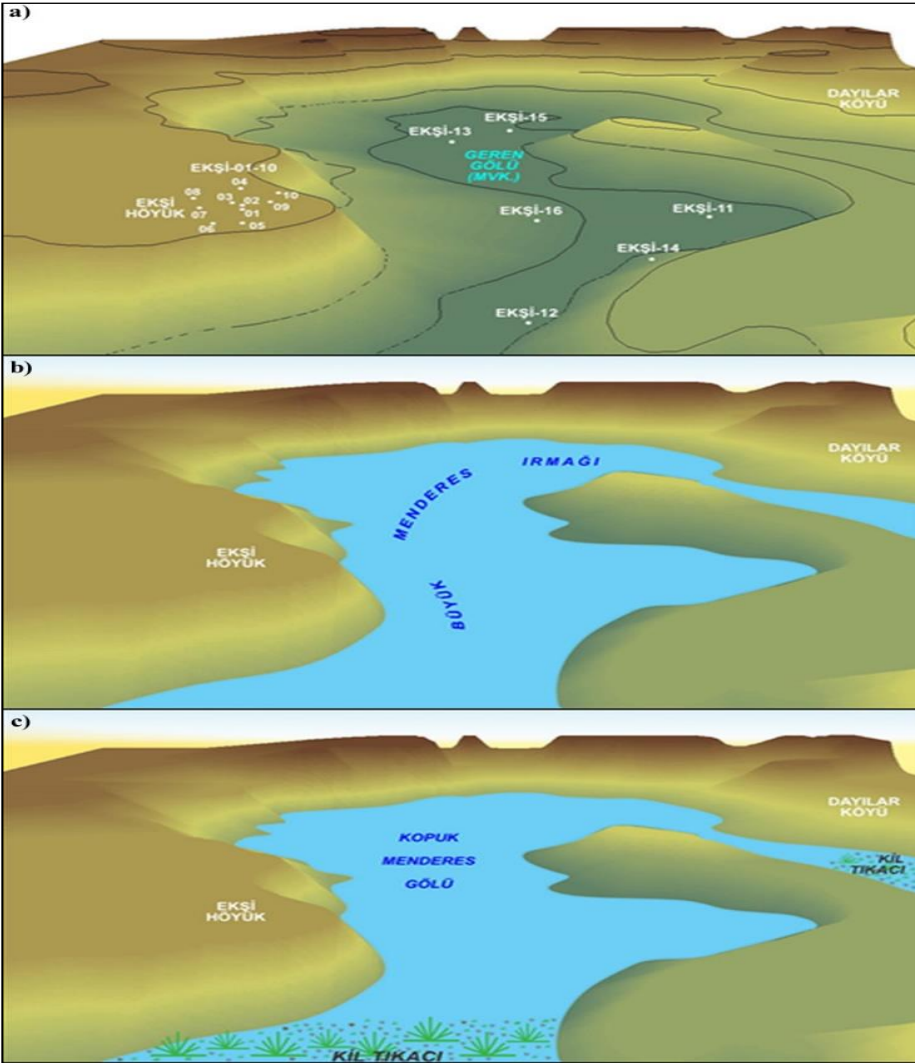 a)
DAYILAR
KÖYÜ
EKŞİ-15
EKŞİ-13
GEREN
GÖLÜ
(MVK.)
EKŞİ-01-10
04
08
03
02
10
09
EKŞİ
HÖYÜK
07
01
06
05
EKŞİ-16
EKŞİ-11
EKŞİ-14
EKŞİ-12
b)
IRMAĞI
MENDERES
BÜYÜK
DAYILAR
KÖYÜ
EKŞİ
HÖYÜK
c)
KOPUK
MENDERES
GÖLÜ
DAYILAR
KÖYÜ
KİL
TIKACI
EKŞİ
HÖYÜK
KİL TIKACI